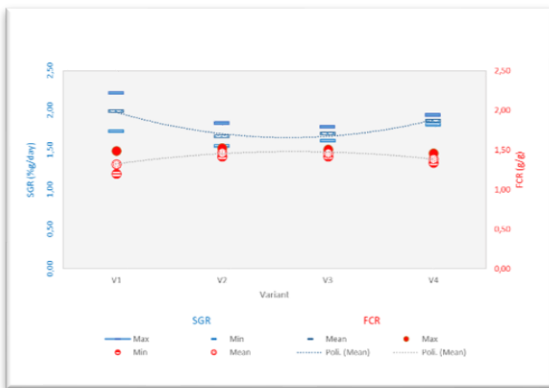 2,50
2,00
1,50
1,00
0,50
0,00
SGR (%g/day)
2,50
2,00
1,50
1,00
0,50
0,00
FCR (g/g)
V1 V2 V3 V4
Variant
SGR FCR
Max Min Mean Max
Min Mean Poli. (Mean) Poli. (Mean)